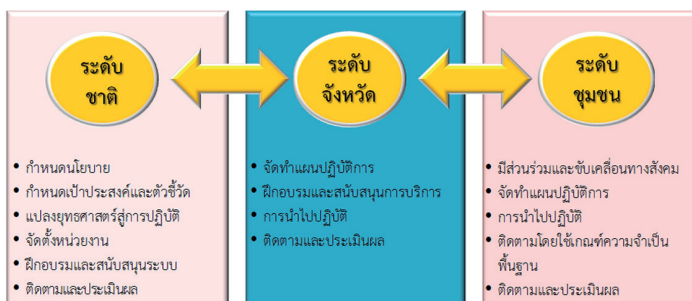 ระดับ
ชาติ
• กำหนดนโยบาย
• กำหนดเป้าประสงค์และตัวชี้วัด
• แปลงยุทธศาสตร์สู่การปฏิบัติ
• จัดตั้งหน่วยงาน
• ฝึกอบรมและสนับสนุนระบบ
• ติดตามและประเมินผล
ระดับ
จังหวัด
• จัดทำแผนปฏิบัติการ
• ฝึกอบรมและสนับสนุนการบริการ
• การนำไปปฏิบัติ
• ติดตามและประเมินผล
ระดับ
ชุมชน
• มีส่วนร่วมและขับเคลื่อนทางสังคม
• จัดทำแผนปฏิบัติการ
• การนำไปปฏิบัติ
• ติดตามโดยใช้เกณฑ์ความจำเป็น
พื้นฐาน
• ติดตามและประเมินผล